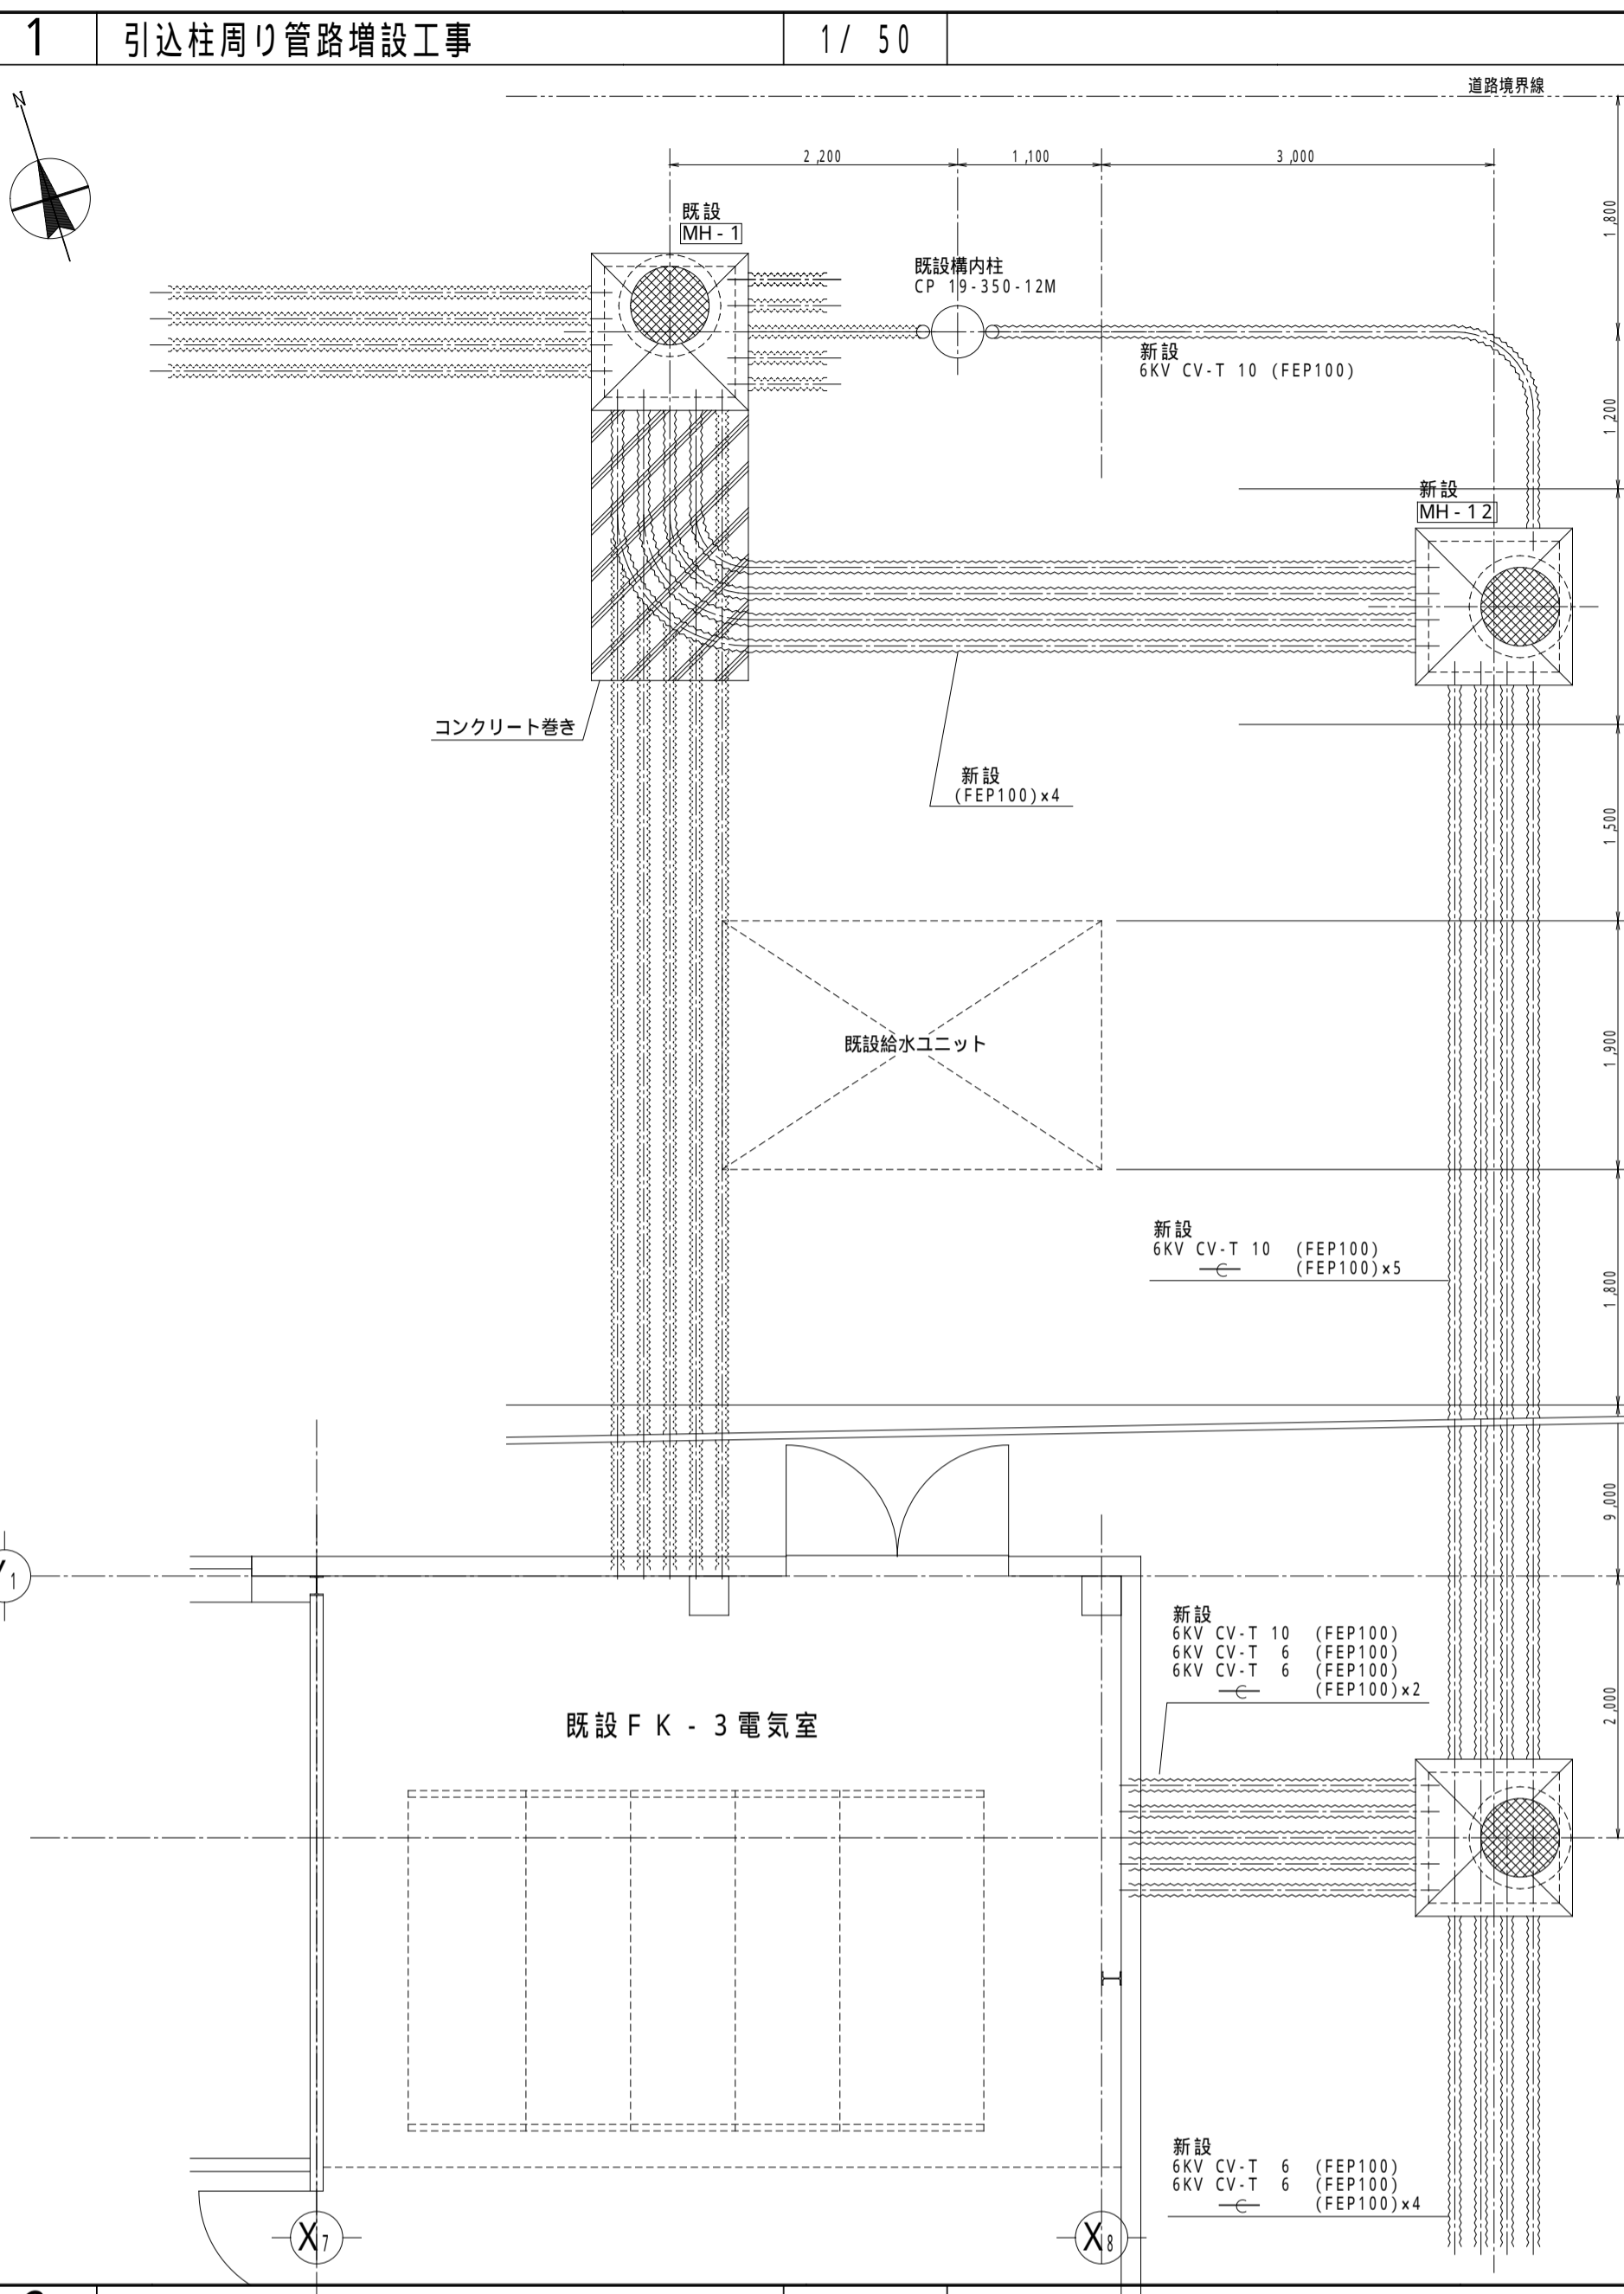 1 引込柱周り管路増設工事 1/ 50
道路境界線
N
2,200 1,100 3,000
1,800
既設
MH-1
既設構内柱
CP 19-350-12M
新設
6KV CV-T 10 (FEP100)
1,200
新設
MH-12
コンクリート巻き
新設
(FEP100)×4
1,500
既設給水ユニット
1,900
新設
6KV CV-T 10 (FEP100)
(FEP100)×5
1,800
9,000
1
新設
6KV CV-T 10 (FEP100)
6KV CV-T 6 (FEP100)
6KV CV-T 6 (FEP100)
(FEP100)×2
2,000
既設FK-3電気室
新設
6KV CV-T 6 (FEP100)
6KV CV-T 6 (FEP100)
(FEP100)×4
X7 X8